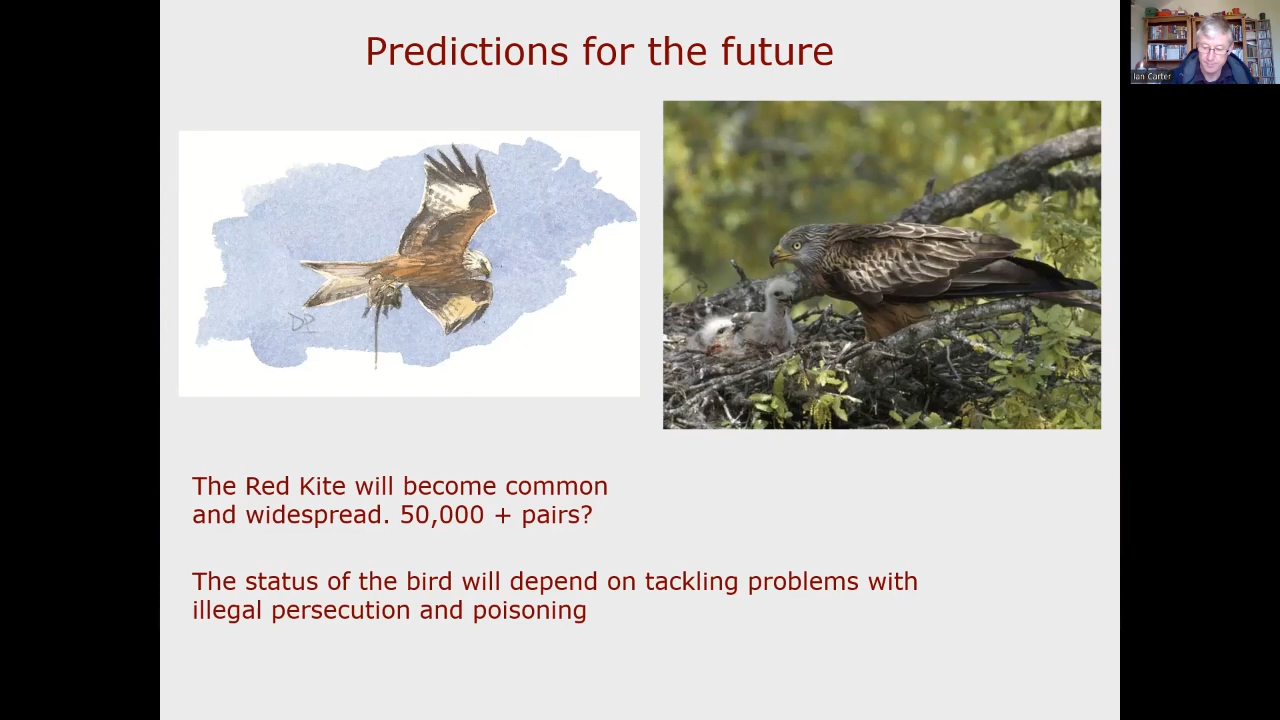 Predictions for the future
Ian Carter
DP
The Red Kite will become common
and widespread. 50,000 + pairs?
The status of the bird will depend on tackling problems with
illegal persecution and poisoning